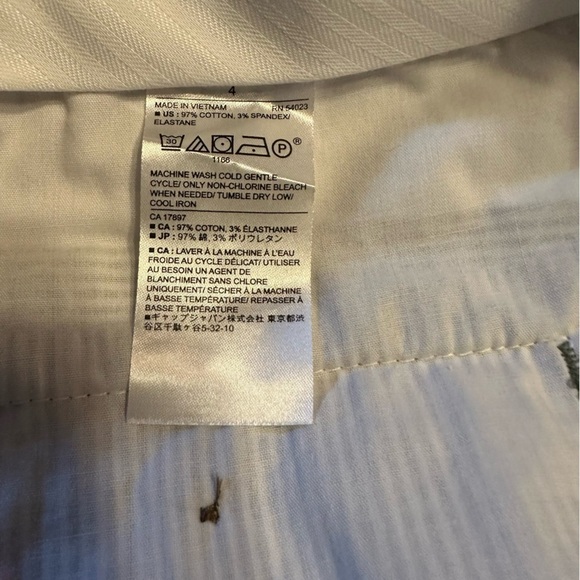 4
MADE IN VIETNAM RN 54023
■ US : 97% COTTON, 3% SPANDEX/
ELASTANE
30 P ®
1166
MACHINE WASH COLD GENTLE
CYCLE/ ONLY NON-CHLORINE BLEACH
WHEN NEEDED/ TUMBLE DRY LOW/
COOL IRON
CA 17897
■ CA : 97% COTON, 3% ÉLASTHANNE
■ JP : 97% 綿, 3% ポリウレタン
■ CA : LAVER À LA MACHINE À L'EAU
FROIDE AU CYCLE DÉLICAT/ UTILISER
AU BESOIN UN AGENT DE
BLANCHIMENT SANS CHLORE
UNIQUEMENT/ SÉCHER À LA MACHINE
À BASSE TEMPÉRATURE/ REPASSER À
BASSE TEMPÉRATURE
■ギャップジャパン株式会社 東京都渋
谷区千駄ヶ谷5-32-10